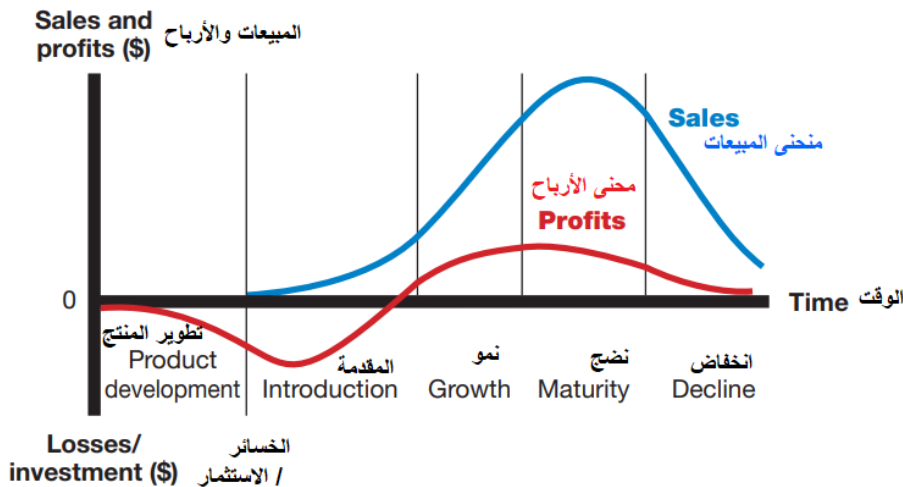 Sales and
profits ($) المبيعات والأرباح
Sales
منحنى المبيعات
محنى الأرباح
Profits
0
Time الوقت
تطوير المنتج
Product
development
المقدمة
Introduction
نمو
Growth
نضج
Maturity
انخفاض
Decline
Losses/
investment ($)
الخسائر
/ الاستثمار